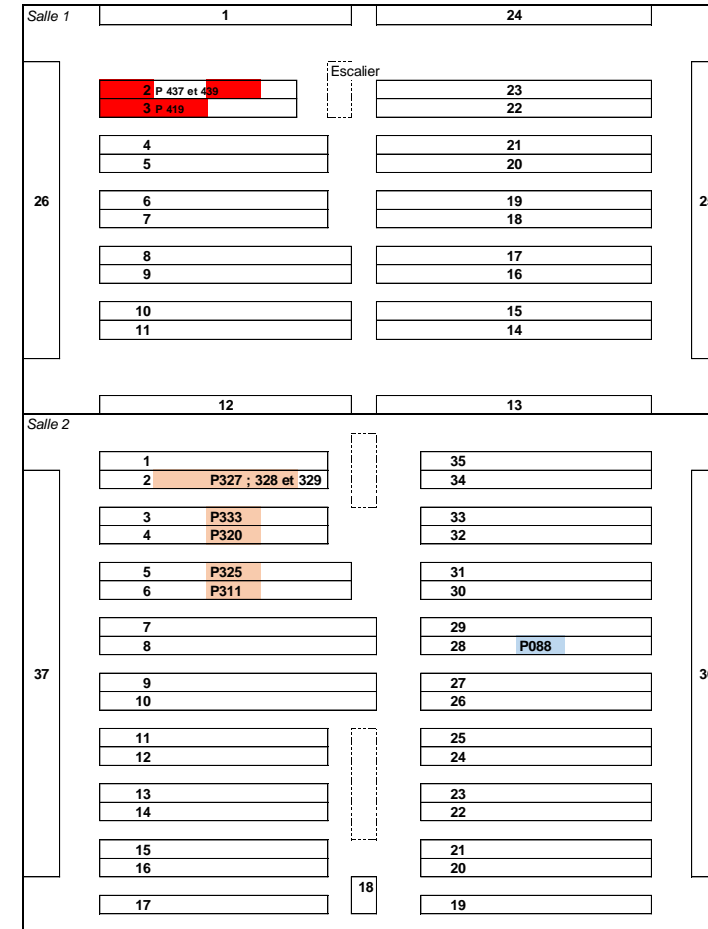 Salle 1
1 24
Escalier
2 P 437 et 439 23
3 P 419 22
4 21
5 20
26 6 19
7 18
8 17
9 16
10 15
11 14
12 13
Salle 2
1 35
2 P327 ; 328 et 329 34
3 P333 33
4 P320 32
5 P325 31
6 P311 30
7 29
8 28 P088
37
9 27
10 26
11 25
12 24
13 23
14 22
15 21
16 20
18
17 19